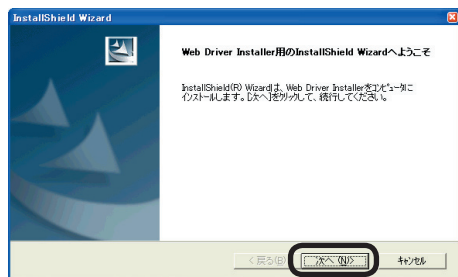 InstallShield Wizard
Web Driver Installer用のInstallShield Wizardへようこそ
InstallShield(R) Wizardは、Web Driver Installerをコンピュータに
インストールします。[次へ]をクリックして、続行してください。
< 戻る(B)
次へ (N)>
キャンセル